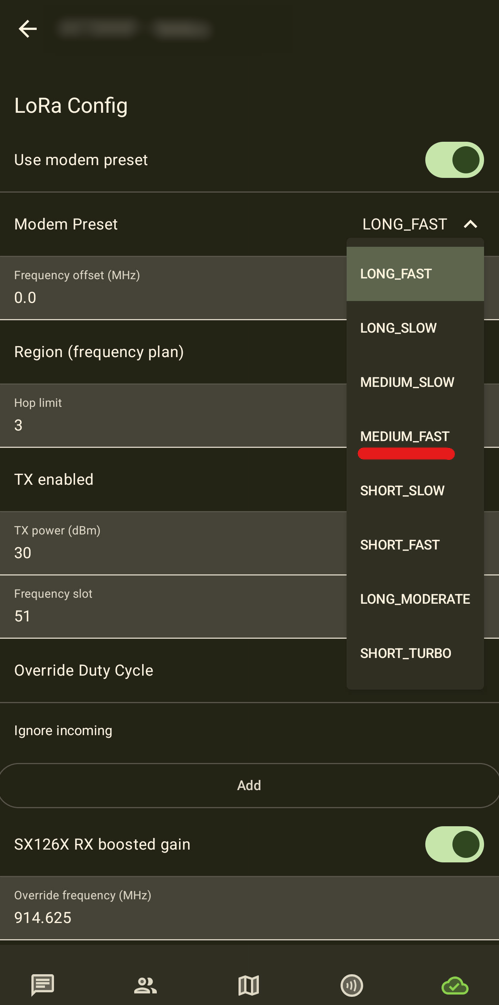 LoRa Config
Use modem preset
Modem Preset LONG_FAST
LONG_FAST
LONG_SLOW
MEDIUM_SLOW
MEDIUM_FAST
SHORT_SLOW
SHORT_FAST
LONG_MODERATE
SHORT_TURBO
Frequency offset (MHz)
0.0
Region (frequency plan)
Hop limit
3
TX enabled
TX power (dBm)
30
Frequency slot
51
Override Duty Cycle
Ignore incoming
Add
SX126X RX boosted gain
Override frequency (MHz)
914.625